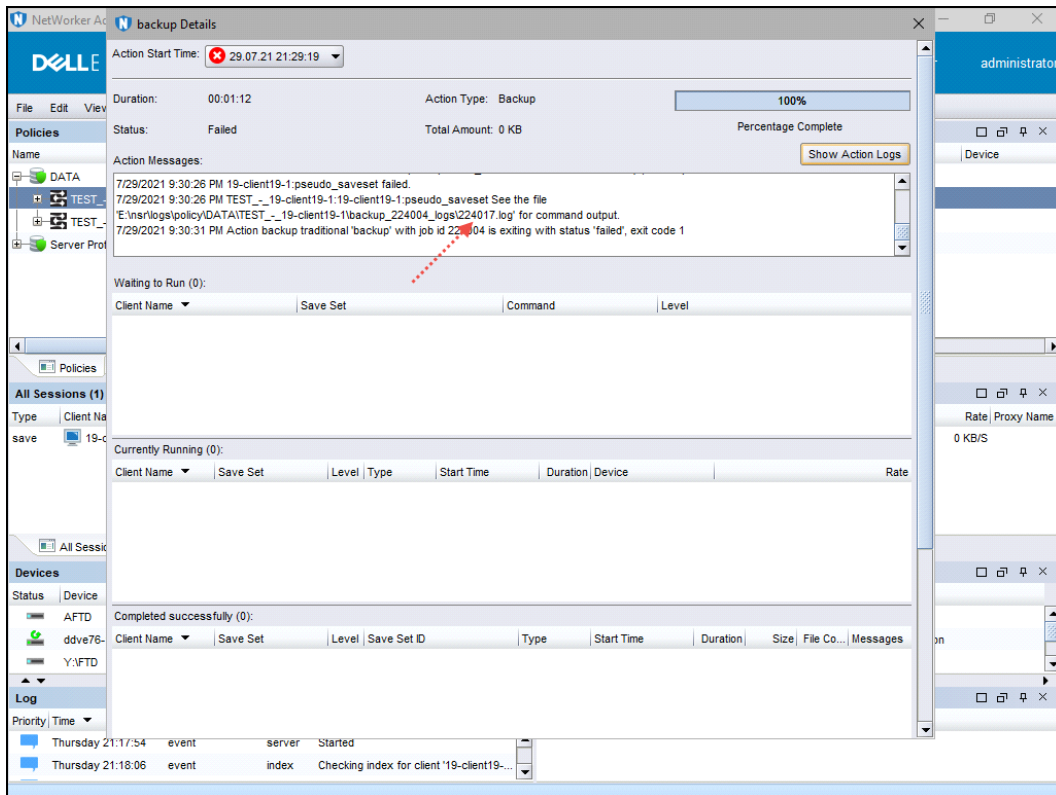 NetWorker Ad
backup Details
DELL E
Action Start Time: 29.07.21 21:29:19
administrator
File Edit View
Duration: 00:01:12 Action Type: Backup 100%
Policies
Status: Failed Total Amount: 0 KB Percentage Complete
Name
Action Messages:
Show Action Logs
Device
DATA
TEST_-
TEST_-
Server Prot
7/29/2021 9:30:26 PM 19-client19-1:pseudo_saveset failed.
7/29/2021 9:30:26 PM TEST_-_19-client19-1:19-client19-1:pseudo_saveset See the file
'E:\nsr\logs\policy\DATA\TEST_-_19-client19-1\backup_224004_logs\224017.log' for command output.
7/29/2021 9:30:31 PM Action backup traditional 'backup' with job id 224004 is exiting with status 'failed', exit code 1
Waiting to Run (0):
Client Name Save Set Command Level
Policies
All Sessions (1)
Type Client Na
Rate Proxy Name
save 19-c
0 KB/S
Currently Running (0):
Client Name Save Set Level Type Start Time Duration Device Rate
All Sessio
Devices
Status Device
AFTD
ddve76-
Y:\FTD
Completed successfully (0):
Client Name Save Set Level Save Set ID Type Start Time Duration Size File Co... Messages
on
Log
Priority Time
Thursday 21:17:54 event server Started
Thursday 21:18:06 event index Checking index for client '19-client19-...